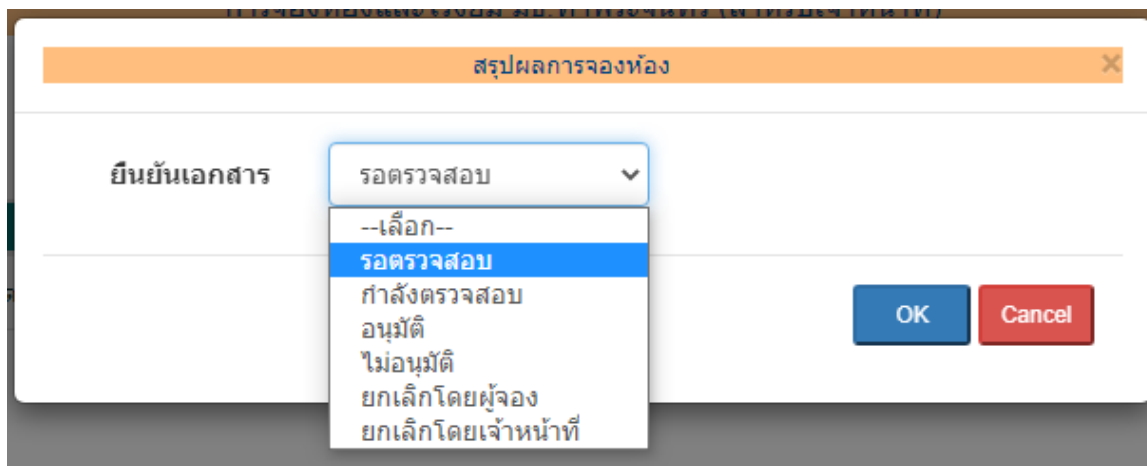 สรุปผลการจองห้อง
×
ยืนยันเอกสาร
รอตรวจสอบ
--เลือก--
รอตรวจสอบ
กำลังตรวจสอบ
อนุมัติ
ไม่อนุมัติ
ยกเลิกโดยผู้จอง
ยกเลิกโดยเจ้าหน้าที่
OK
Cancel